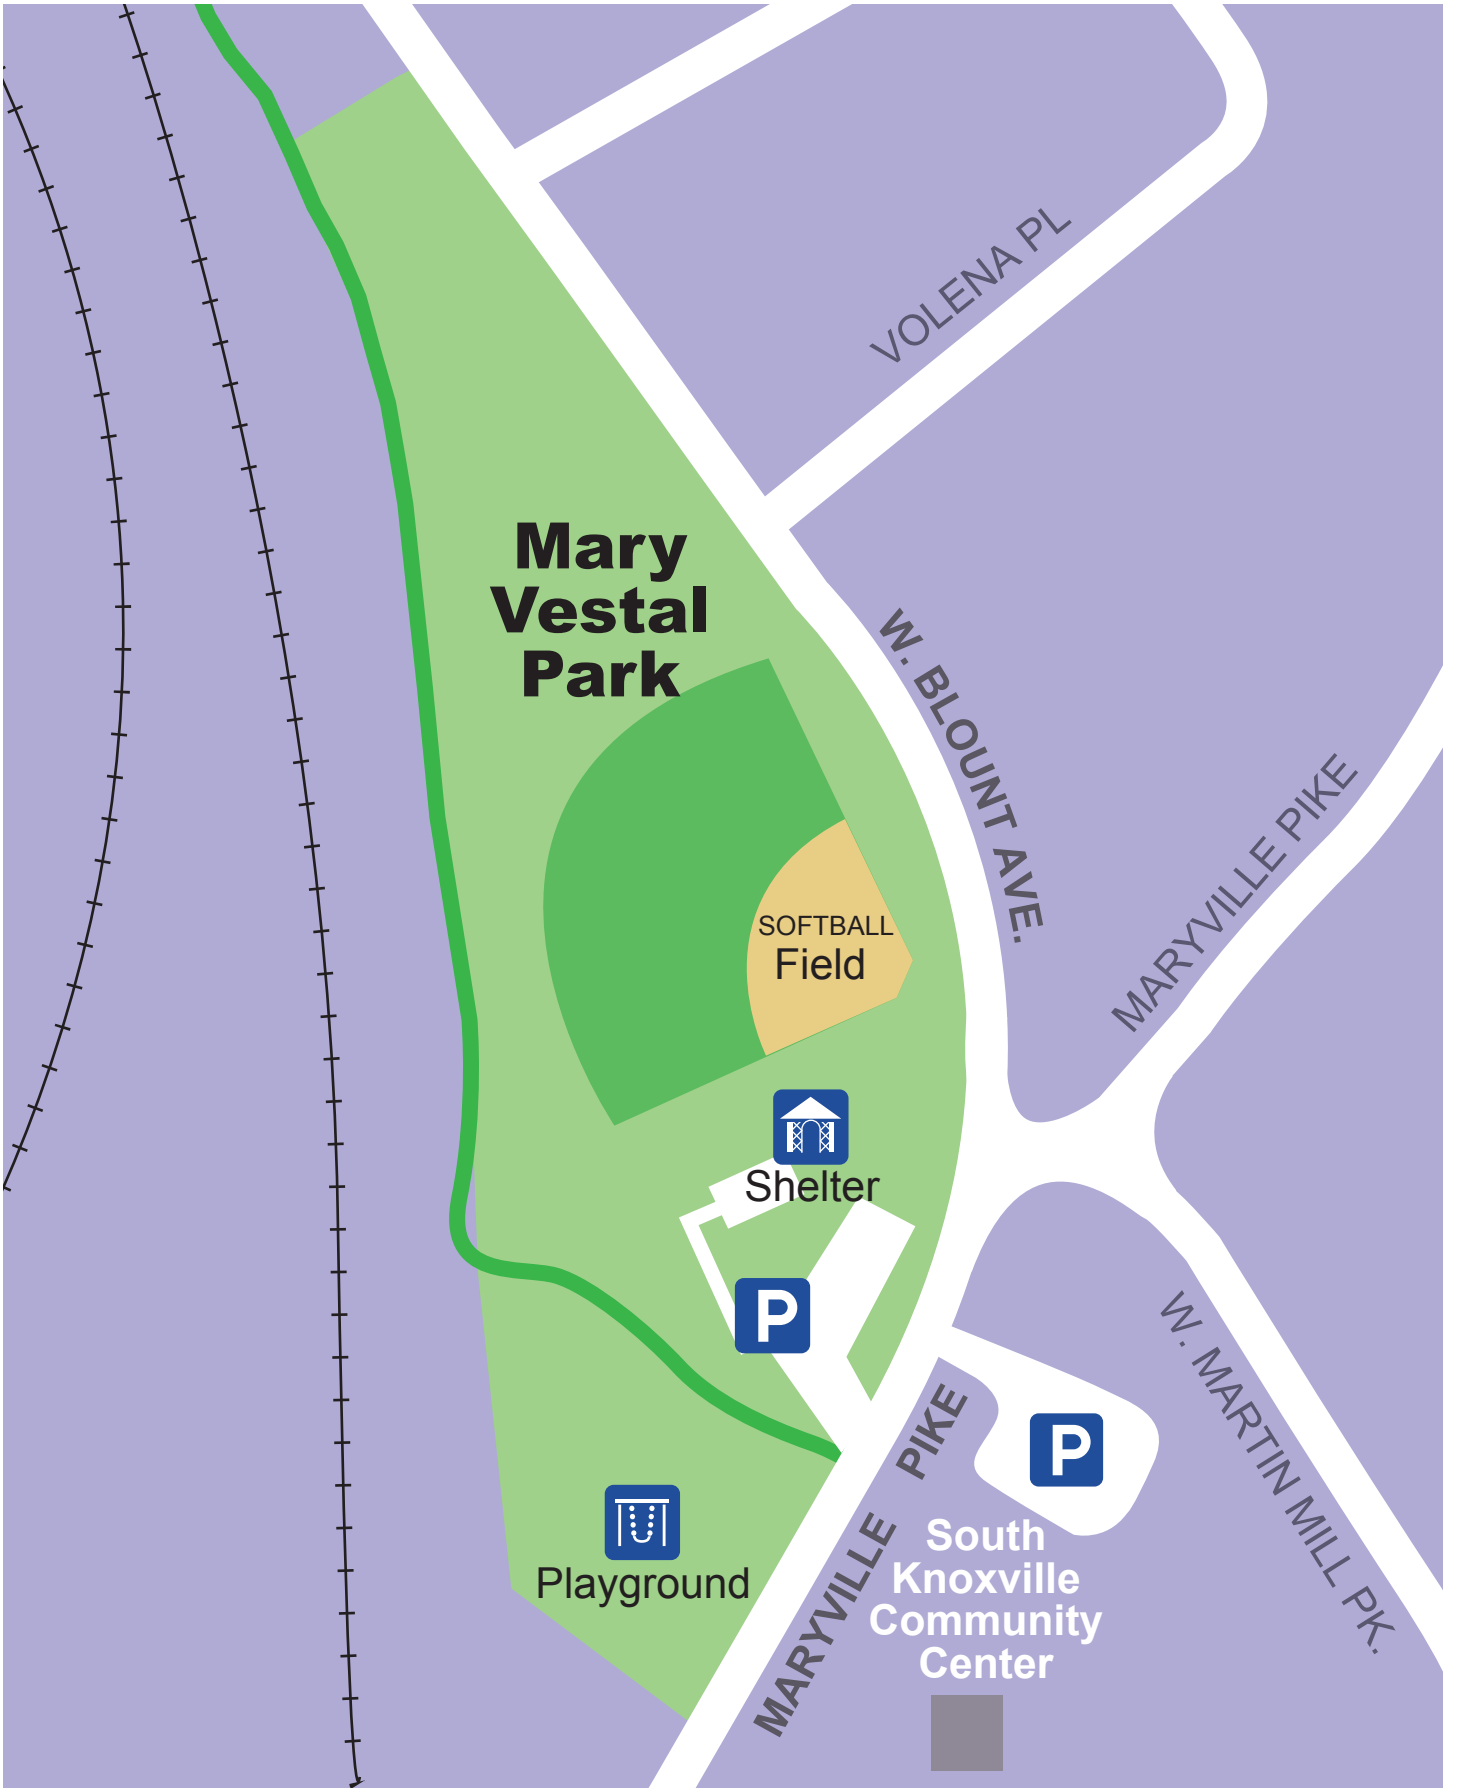 VOLENA PL
Mary
Vestal
Park
W. BLOUNT AVE.
MARYVILLE PIKE
SOFTBALL
Field
Shelter
P
W. MARTIN MILL PK.
MARYVILLE PIKE
P
Playground
South
Knoxville
Community
Center